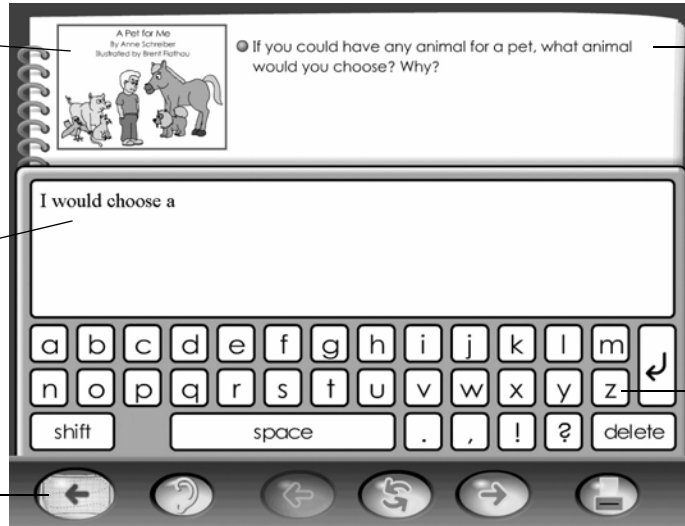 A Pet for Me
By Anne Schreiber
Illustrated by Brent Flathau
If you could have any animal for a pet, what animal
would you choose? Why?
I would choose a
a b c d e f g h i j k l m
n o p q r s t u v w x y z
shift space . , ! ? delete